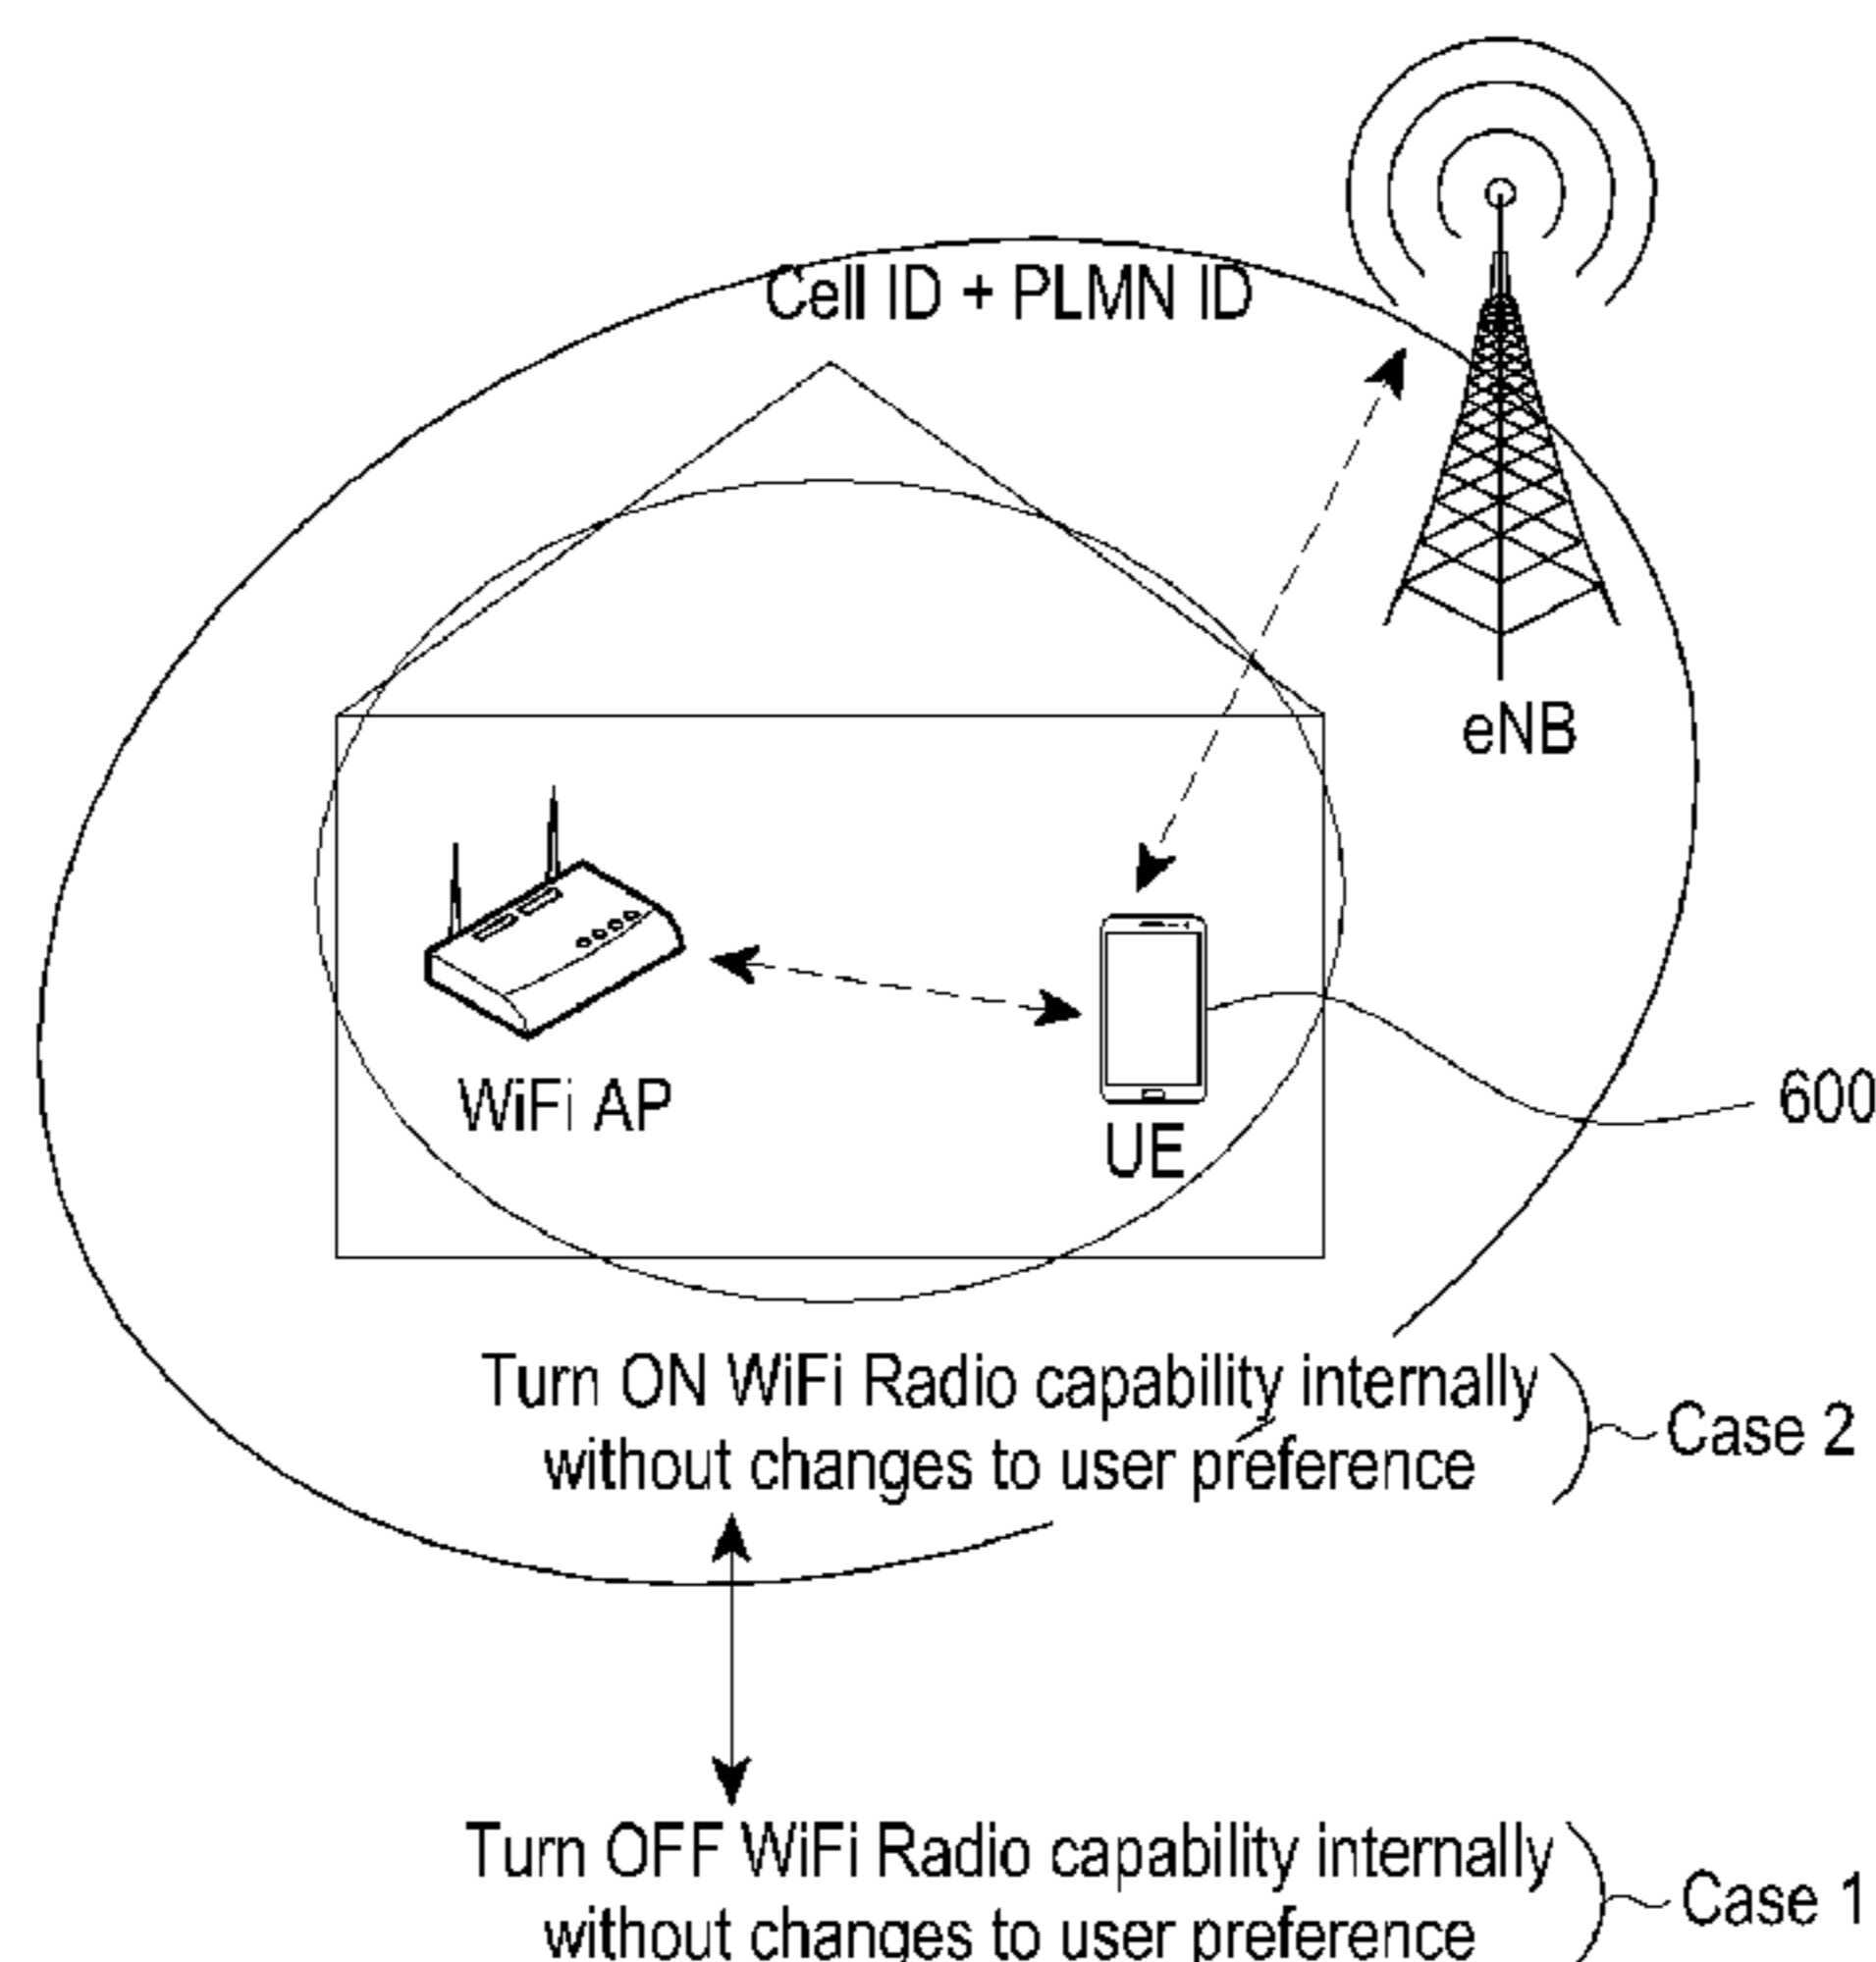 Cell ID + PLMN ID
eNB
WiFi AP
UE
600
Turn ON WiFi Radio capability internally
without changes to user preference
Case 2
Turn OFF WiFi Radio capability internally
without changes to user preference
Case 1